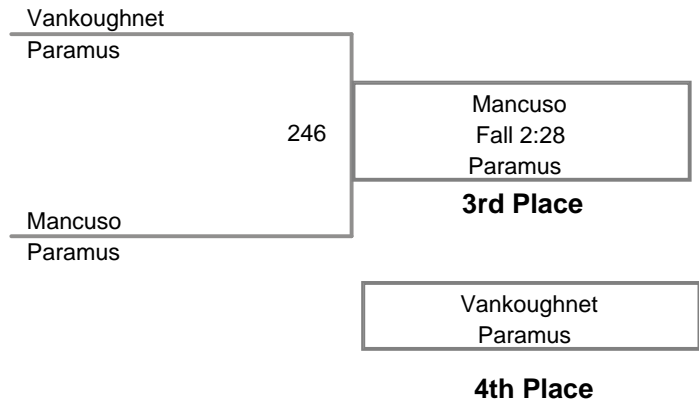 Vankoughnet
Paramus
246
Mancuso
Fall 2:28
Paramus
3rd Place
Mancuso
Paramus
Vankoughnet
Paramus
4th Place